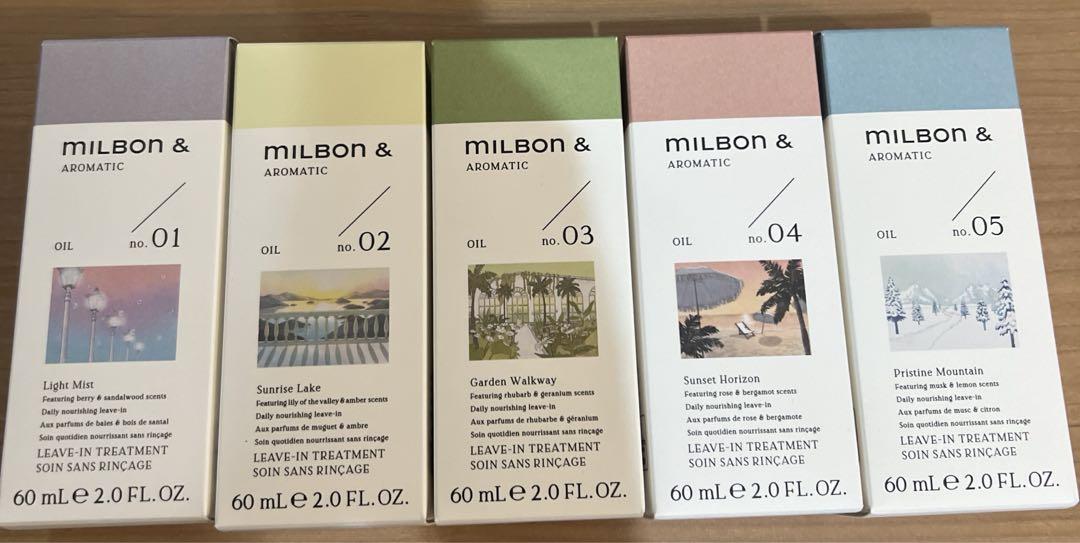 MILBON &
AROMATIC
OIL
no. 01
Light Mist
Featuring berry & sandalwood scents
Daily nourishing leave-in
Aux parfums de baies & bois de santal
Soin quotidien nourrissant sans rinçage
LEAVE-IN TREATMENT
SOIN SANS RINÇAGE
60 mL e 2.0 FL. OZ.
MILBON &
AROMATIC
OIL
no. 02
Sunrise Lake
Featuring lily of the valley & amber scents
Daily nourishing leave-in
Aux parfums de muguet & ambre
Soin quotidien nourrissant sans rinçage
LEAVE-IN TREATMENT
SOIN SANS RINÇAGE
60 mL e 2.0 FL. OZ.
MILBON &
AROMATIC
OIL
no. 03
Garden Walkway
Featuring rhubarb & geranium scents
Daily nourishing leave-in
Aux parfums de rhubarbe & géranium
Soin quotidien nourrissant sans rinçage
LEAVE-IN TREATMENT
SOIN SANS RINÇAGE
60 mL e 2.0 FL. OZ.
MILBON &
AROMATIC
OIL
no. 04
Sunset Horizon
Featuring rose & bergamot scents
Daily nourishing leave-in
Aux parfums de rose & bergamote
Soin quotidien nourrissant sans rinçage
LEAVE-IN TREATMENT
SOIN SANS RINÇAGE
60 mL e 2.0 FL. OZ.
MILBON &
AROMATIC
OIL
no. 05
Pristine Mountain
Featuring musk & lemon scents
Daily nourishing leave-in
Aux parfums de musc & citron
Soin quotidien nourrissant sans rinçage
LEAVE-IN TREATMENT
SOIN SANS RINÇAGE
60 mL e 2.0 FL. OZ.